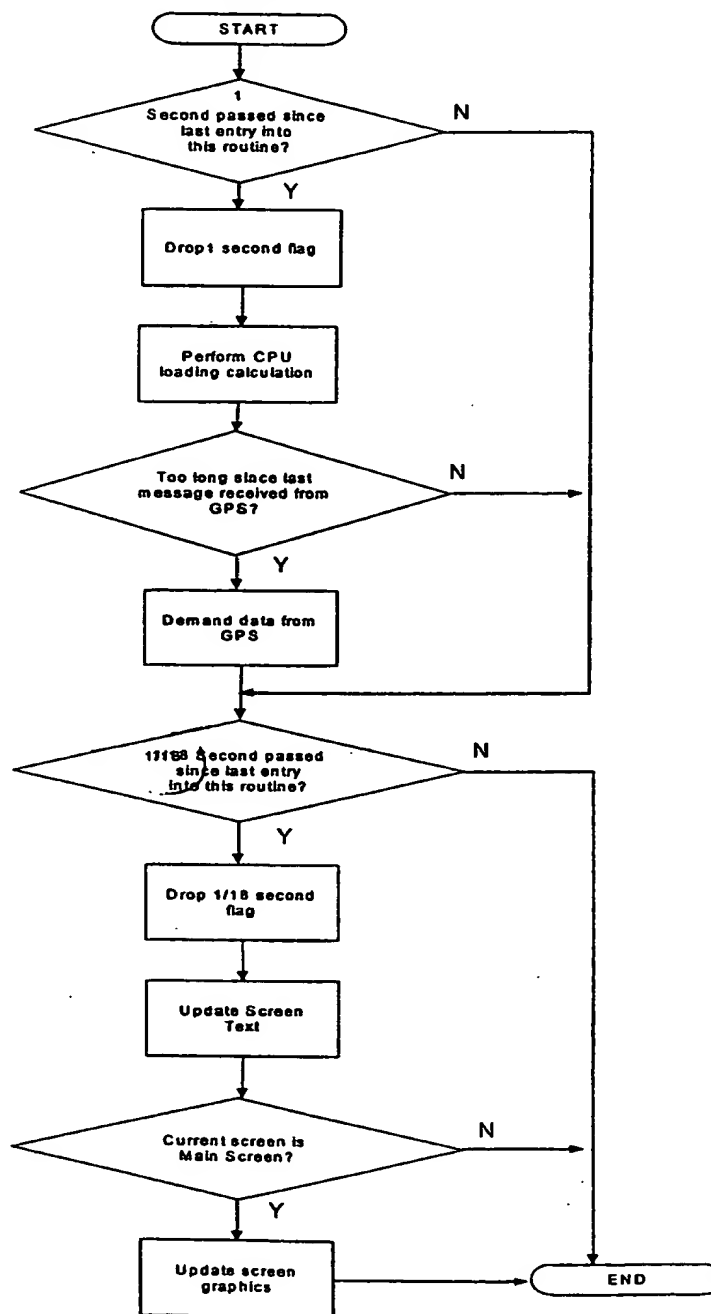 START
1
Second passed since
last entry into
this routine?
N
Y
Drop1 second flag
Perform CPU
loading calculation
Too long since last
message received from
GPS?
N
Y
Demand data from
GPS
Second passed
since last entry
into this routine?
N
Y
Drop 1/18 second
flag
Update Screen
Text
Current screen is
Main Screen?
N
Y
Update screen
graphics
END